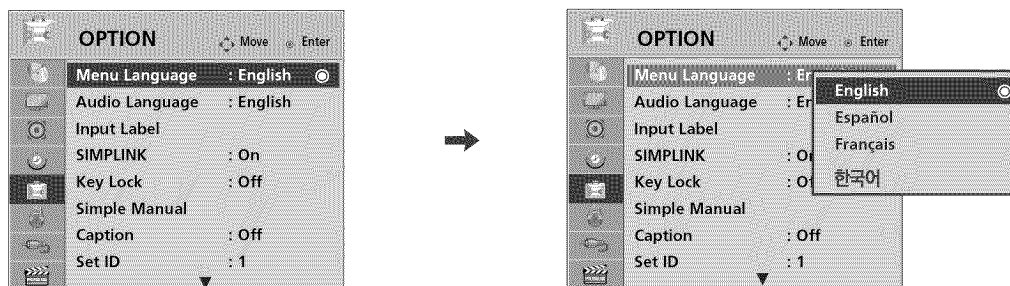 OPTION Move Enter
Menu Language : English
Audio Language : English
Input Label
SIMPLINK : On
Key Lock : Off
Simple Manual
Caption : Off
Set ID : 1
OPTION Move Enter
Menu Language : En
Audio Language : En
Input Label
SIMPLINK : O
Key Lock : O
Simple Manual
Caption : Off
Set ID : 1
English
Español
Français
한국어